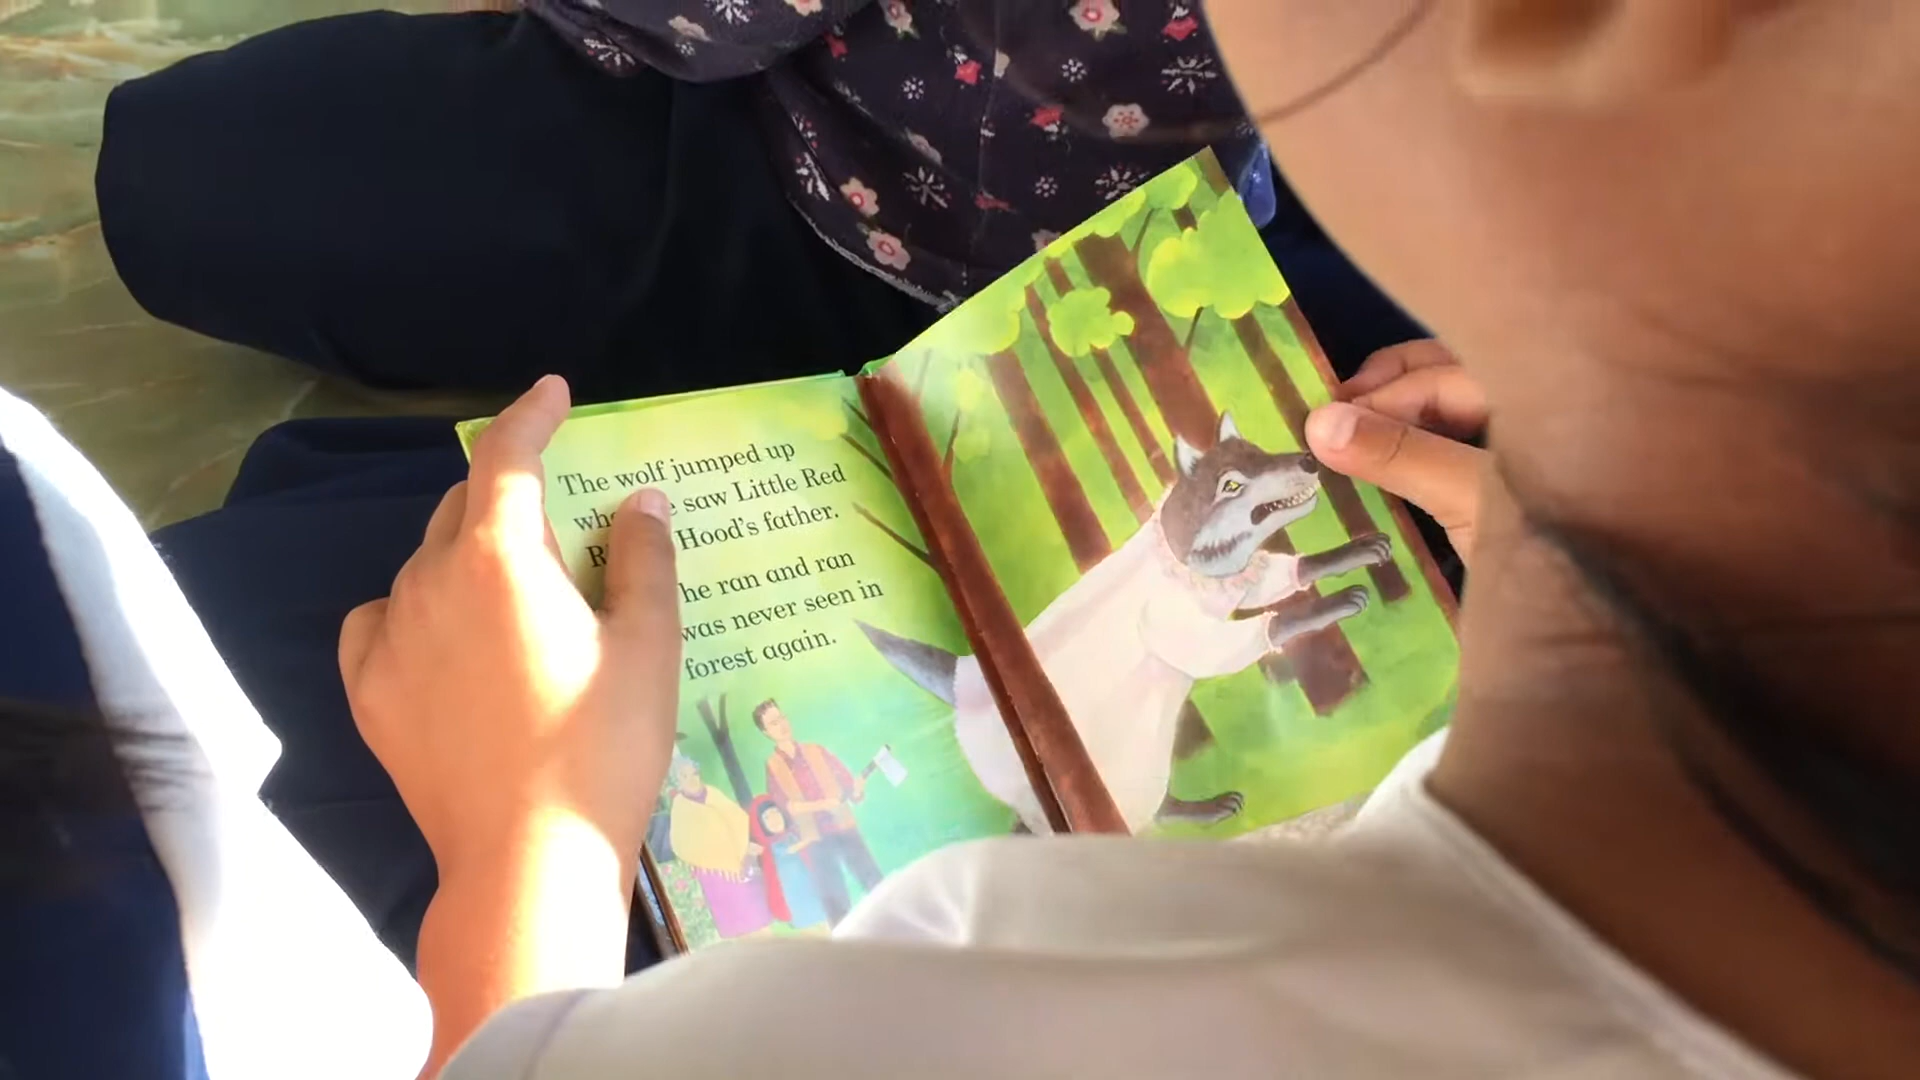 The wolf jumped up
saw Little Red
Hood's father.
he ran and ran
was never seen in
forest again.